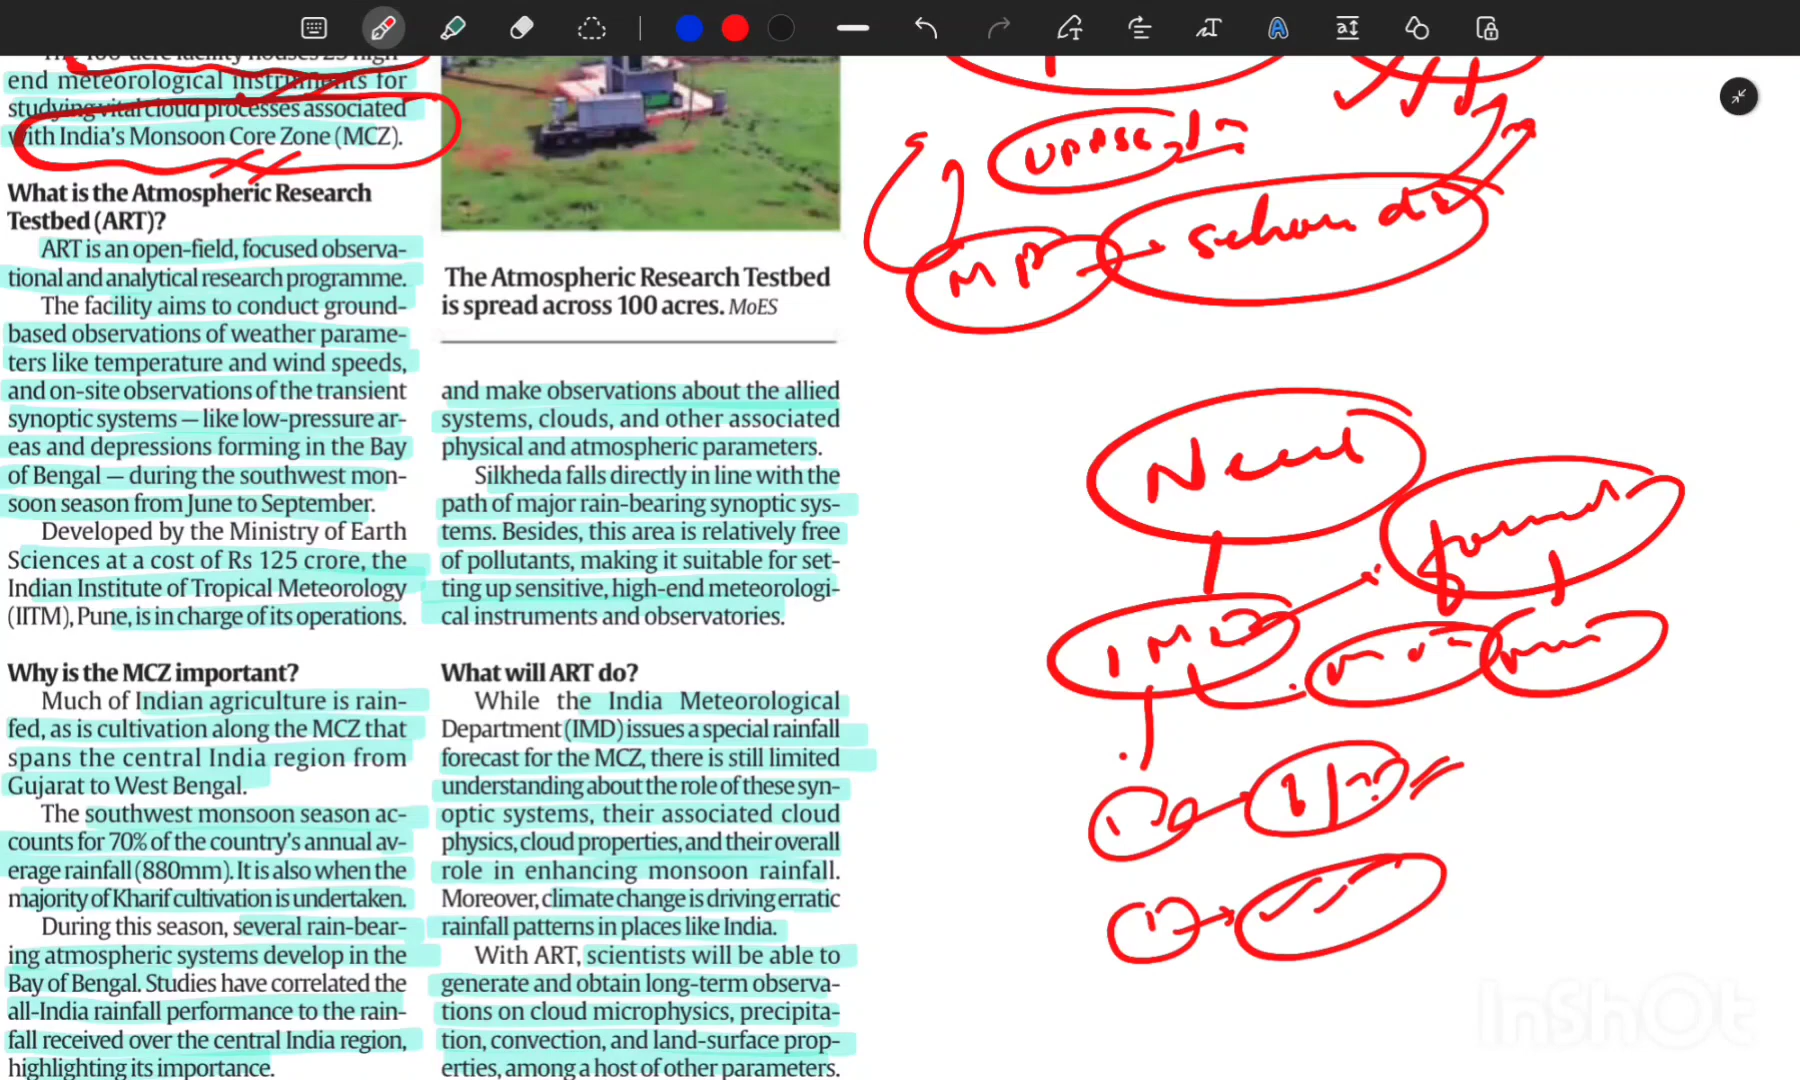 The 100-acre facility houses 25 high-
end meteorological instruments for
studying vital cloud processes associated
with India's Monsoon Core Zone (MCZ).
What is the Atmospheric Research
Testbed (ART)?
ART is an open-field, focused observa-
tional and analytical research programme.
The facility aims to conduct ground-
based observations of weather parame-
ters like temperature and wind speeds,
and on-site observations of the transient
synoptic systems — like low-pressure ar-
eas and depressions forming in the Bay
of Bengal — during the southwest mon-
soon season from June to September.
Developed by the Ministry of Earth
Sciences at a cost of Rs 125 crore, the
Indian Institute of Tropical Meteorology
(IITM), Pune, is in charge of its operations.
Why is the MCZ important?
Much of Indian agriculture is rain-
fed, as is cultivation along the MCZ that
spans the central India region from
Gujarat to West Bengal.
The southwest monsoon season ac-
counts for 70% of the country's annual av-
erage rainfall (880mm). It is also when the
majority of Kharif cultivation is undertaken.
During this season, several rain-bear-
ing atmospheric systems develop in the
Bay of Bengal. Studies have correlated the
all-India rainfall performance to the rain-
fall received over the central India region,
highlighting its importance.
The Atmospheric Research Testbed
is spread across 100 acres. MoES
and make observations about the allied
systems, clouds, and other associated
physical and atmospheric parameters.
Silkheda falls directly in line with the
path of major rain-bearing synoptic sys-
tems. Besides, this area is relatively free
of pollutants, making it suitable for set-
ting up sensitive, high-end meteorologi-
cal instruments and observatories.
What will ART do?
While the India Meteorological
Department (IMD) issues a special rainfall
forecast for the MCZ, there is still limited
understanding about the role of these syn-
optic systems, their associated cloud
physics, cloud properties, and their overall
role in enhancing monsoon rainfall.
Moreover, climate change is driving erratic
rainfall patterns in places like India.
With ART, scientists will be able to
generate and obtain long-term observa-
tions on cloud microphysics, precipita-
tion, convection, and land-surface prop-
erties, among a host of other parameters.
MP
IMD
InShOt